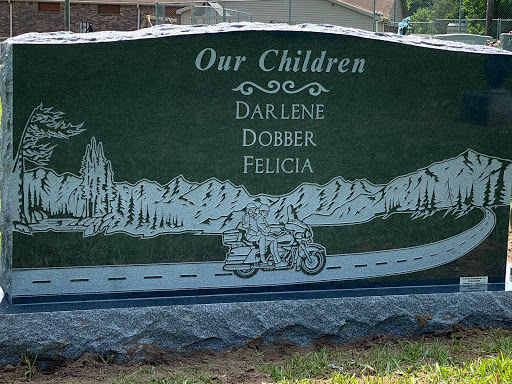 Our Children
DARLENE
DOBBER
FELICIA